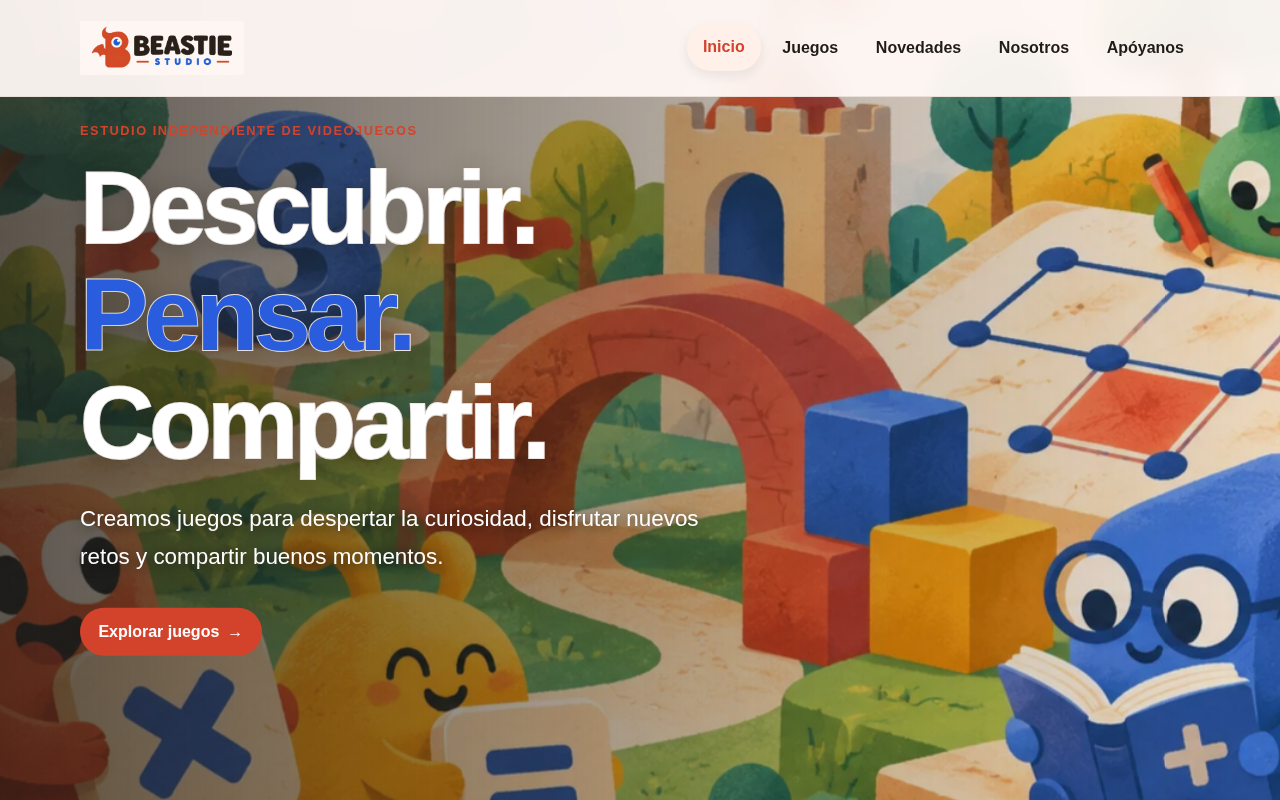 BEASTIE
STUDIO
Inicio
Juegos
Novedades
Nosotros
Apóyanos
ESTUDIO INDEPENDIENTE DE VIDEOJUEGOS
3
Descubrir.
Pensar.
Compartir.
Creamos juegos para despertar la curiosidad, disfrutar nuevos
retos y compartir buenos momentos.
Explorar juegos →